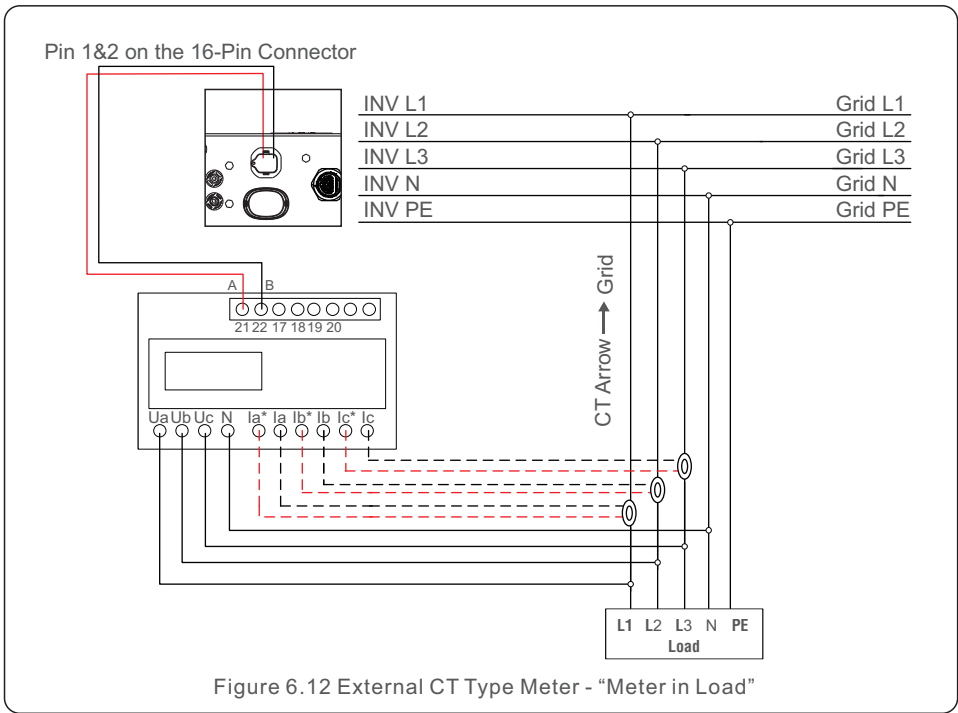 Pin 1&2 on the 16-Pin Connector
INV L1 Grid L1
INV L2 Grid L2
INV L3 Grid L3
INV N Grid N
INV PE Grid PE
CT Arrow → Grid
A B
21 22 17 18 19 20
Ua Ub Uc N Ia* Ia Ib* Ib Ic* Ic
L1 L2 L3 N PE
Load
Figure 6.12 External CT Type Meter - “Meter in Load”